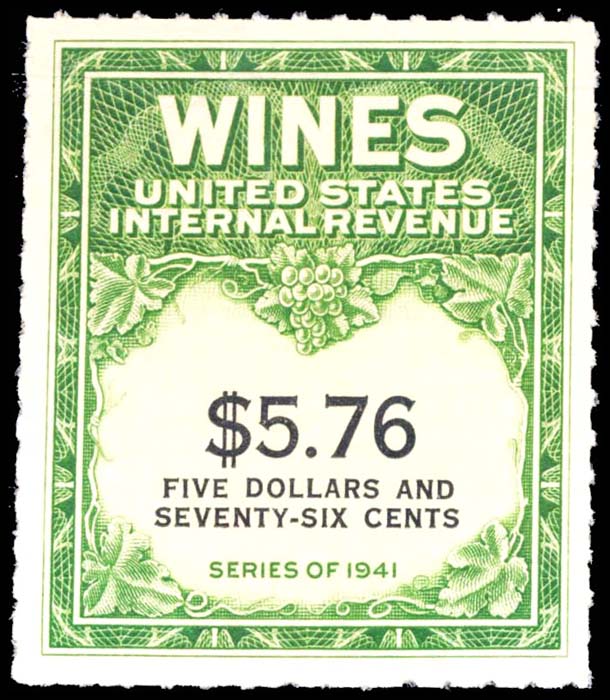 WINES
UNITED STATES
INTERNAL REVENUE
$5.76
FIVE DOLLARS AND
SEVENTY-SIX CENTS
SERIES OF 1941